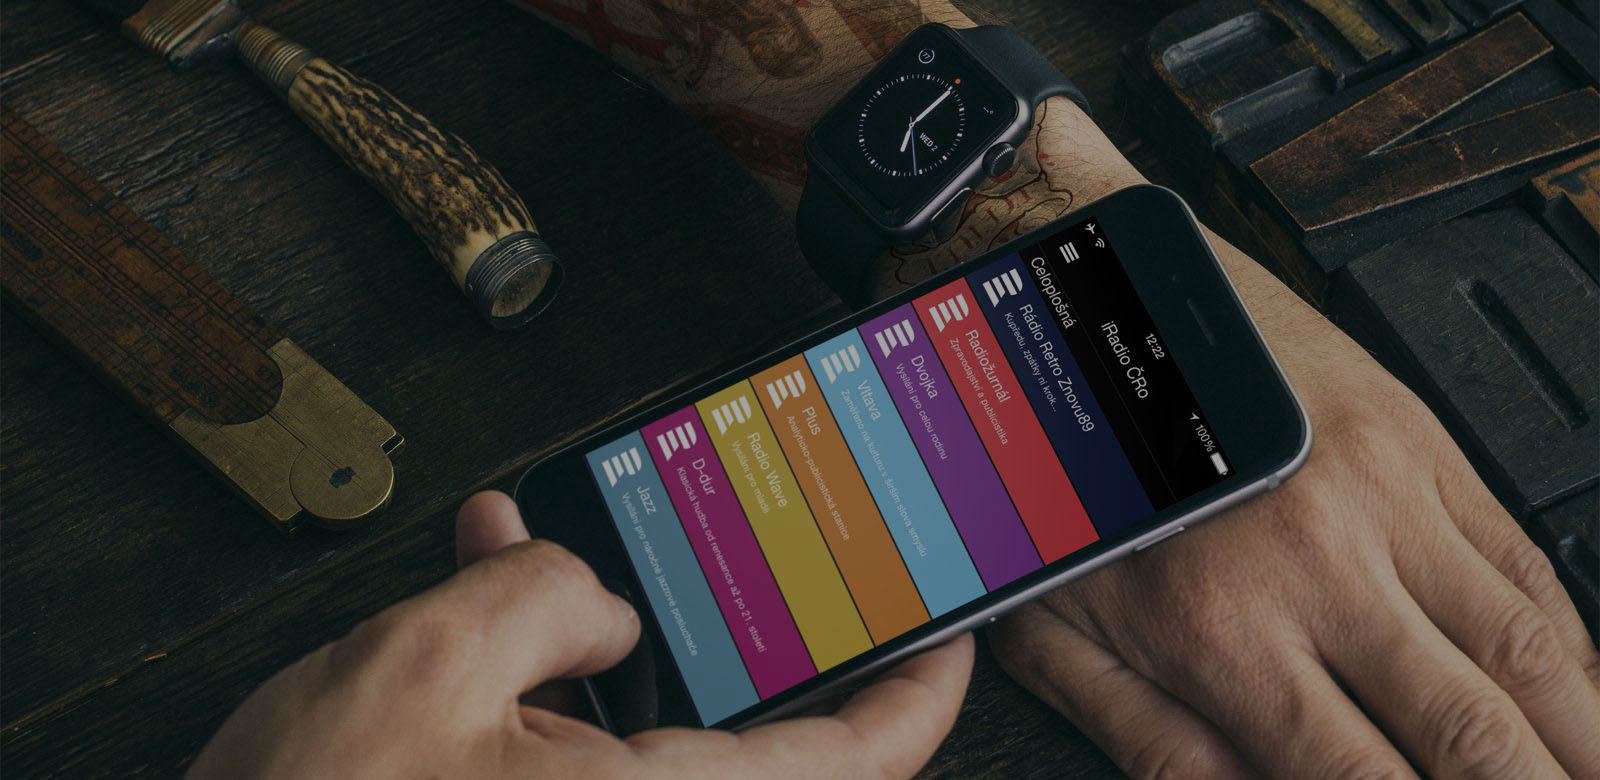 12:22
100%
iRadio ČRo
Celoplošná
Rádio Retro Znovu89
Kupředu, zpátky ni krok...
Radiožurnál
Zpravodajství a publicistika
Dvojka
Vysílání pro celou rodinu
Vltava
Zaměřeno na kulturu v širším slova smyslu
Plus
Analyticko-publicistická stanice
Radio Wave
Vysílání pro mladé
D-dur
Klasická hudba od renesance až po 21. století
Jazz
Vysílání pro náročné jazzové posluchače
WED 2